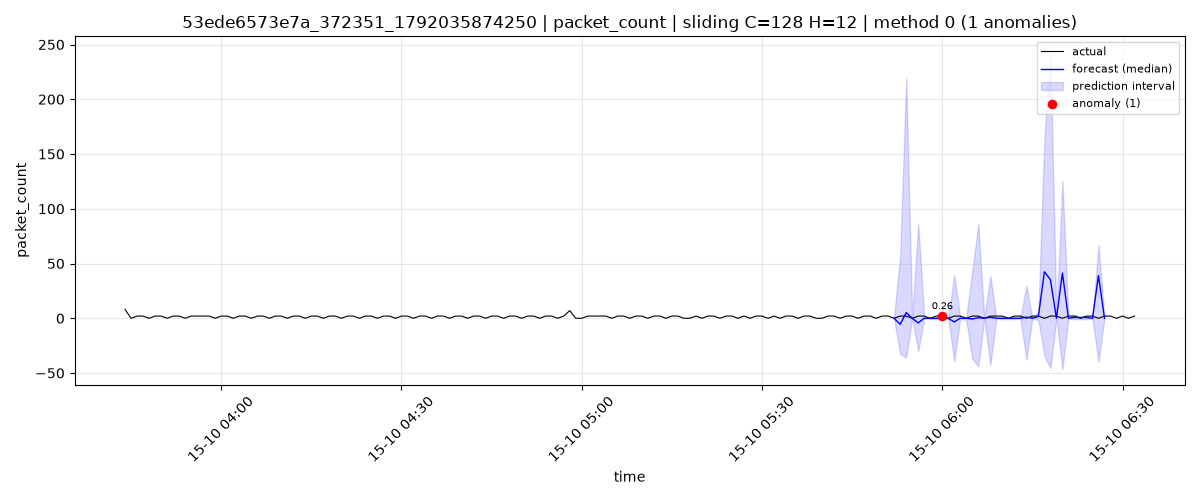 53ede6573e7a_372351_1792035874250 | packet_count | sliding C=128 H=12 | method 0 (1 anomalies)
250
200
150
100
50
0
−50
packet_count
actual
forecast (median)
prediction interval
anomaly (1)
0.26
15-10 04:00
15-10 04:30
15-10 05:00
15-10 05:30
15-10 06:00
15-10 06:30
time